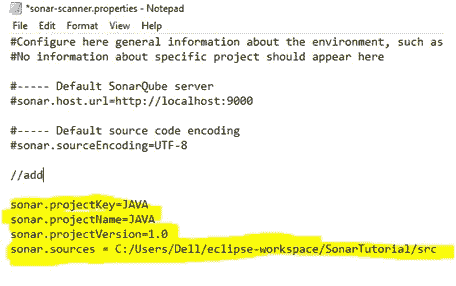 *sonar-scanner.properties - Notepad
File Edit Format View Help
#Configure here general information about the environment, such as
#No information about specific project should appear here
#----- Default SonarQube server
#sonar.host.url=http://localhost:9000
#----- Default source code encoding
#sonar.sourceEncoding=UTF-8
//add
sonar.projectKey=JAVA
sonar.projectName=JAVA
sonar.projectVersion=1.0
sonar.sources = C:/Users/Dell/eclipse-workspace/SonarTutorial/src